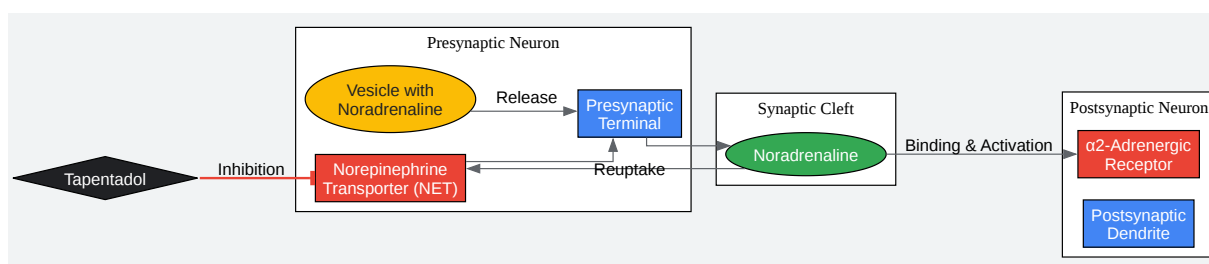 Presynaptic Neuron
Vesicle with
Noradrenaline
Release
Presynaptic
Terminal
Synaptic Cleft
Postsynaptic Neuron
Noradrenaline
Binding & Activation
α2-Adrenergic
Receptor
Tapentadol
Inhibition
Norepinephrine
Transporter (NET)
Reuptake
Postsynaptic
Dendrite